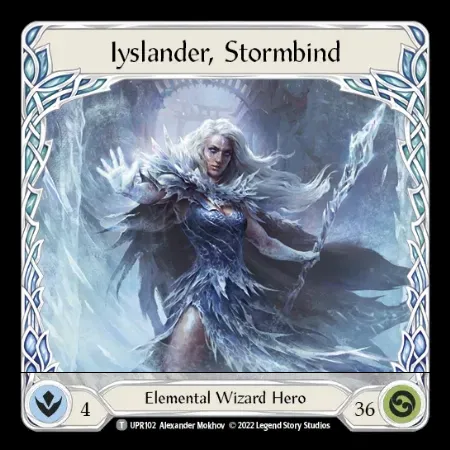 Iyslander, Stormbind
4
Elemental Wizard Hero
36
T UPR102 Alexander Mokhov © 2022 Legend Story Studios